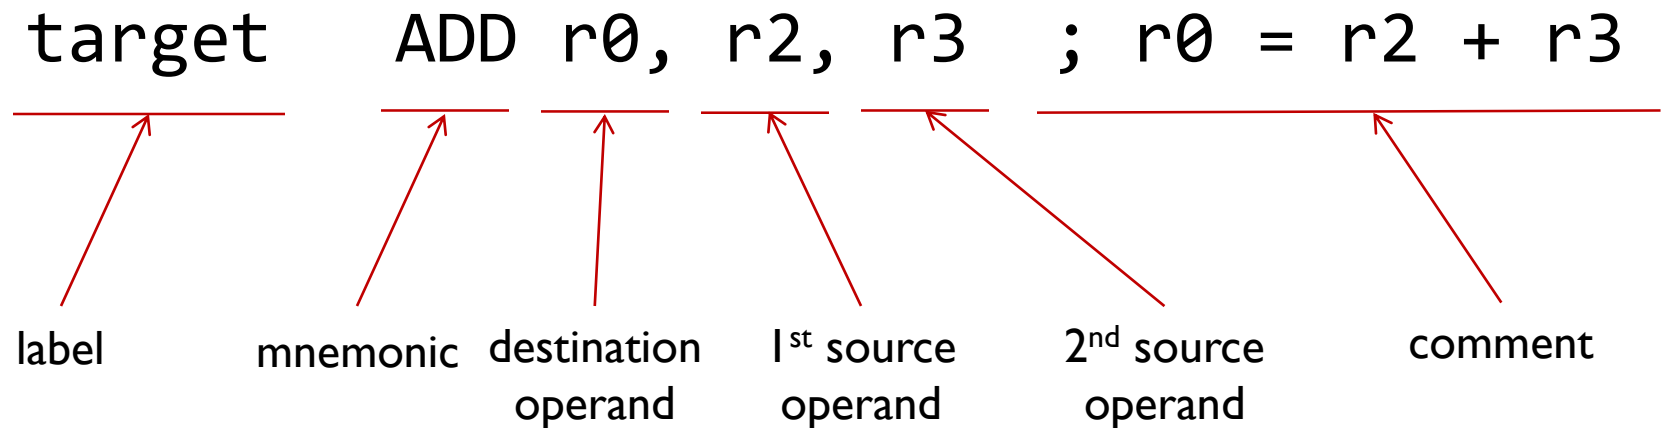 target ADD r0, r2, r3 ; r0 = r2 + r3
label mnemonic destination operand 1st source operand 2nd source operand comment